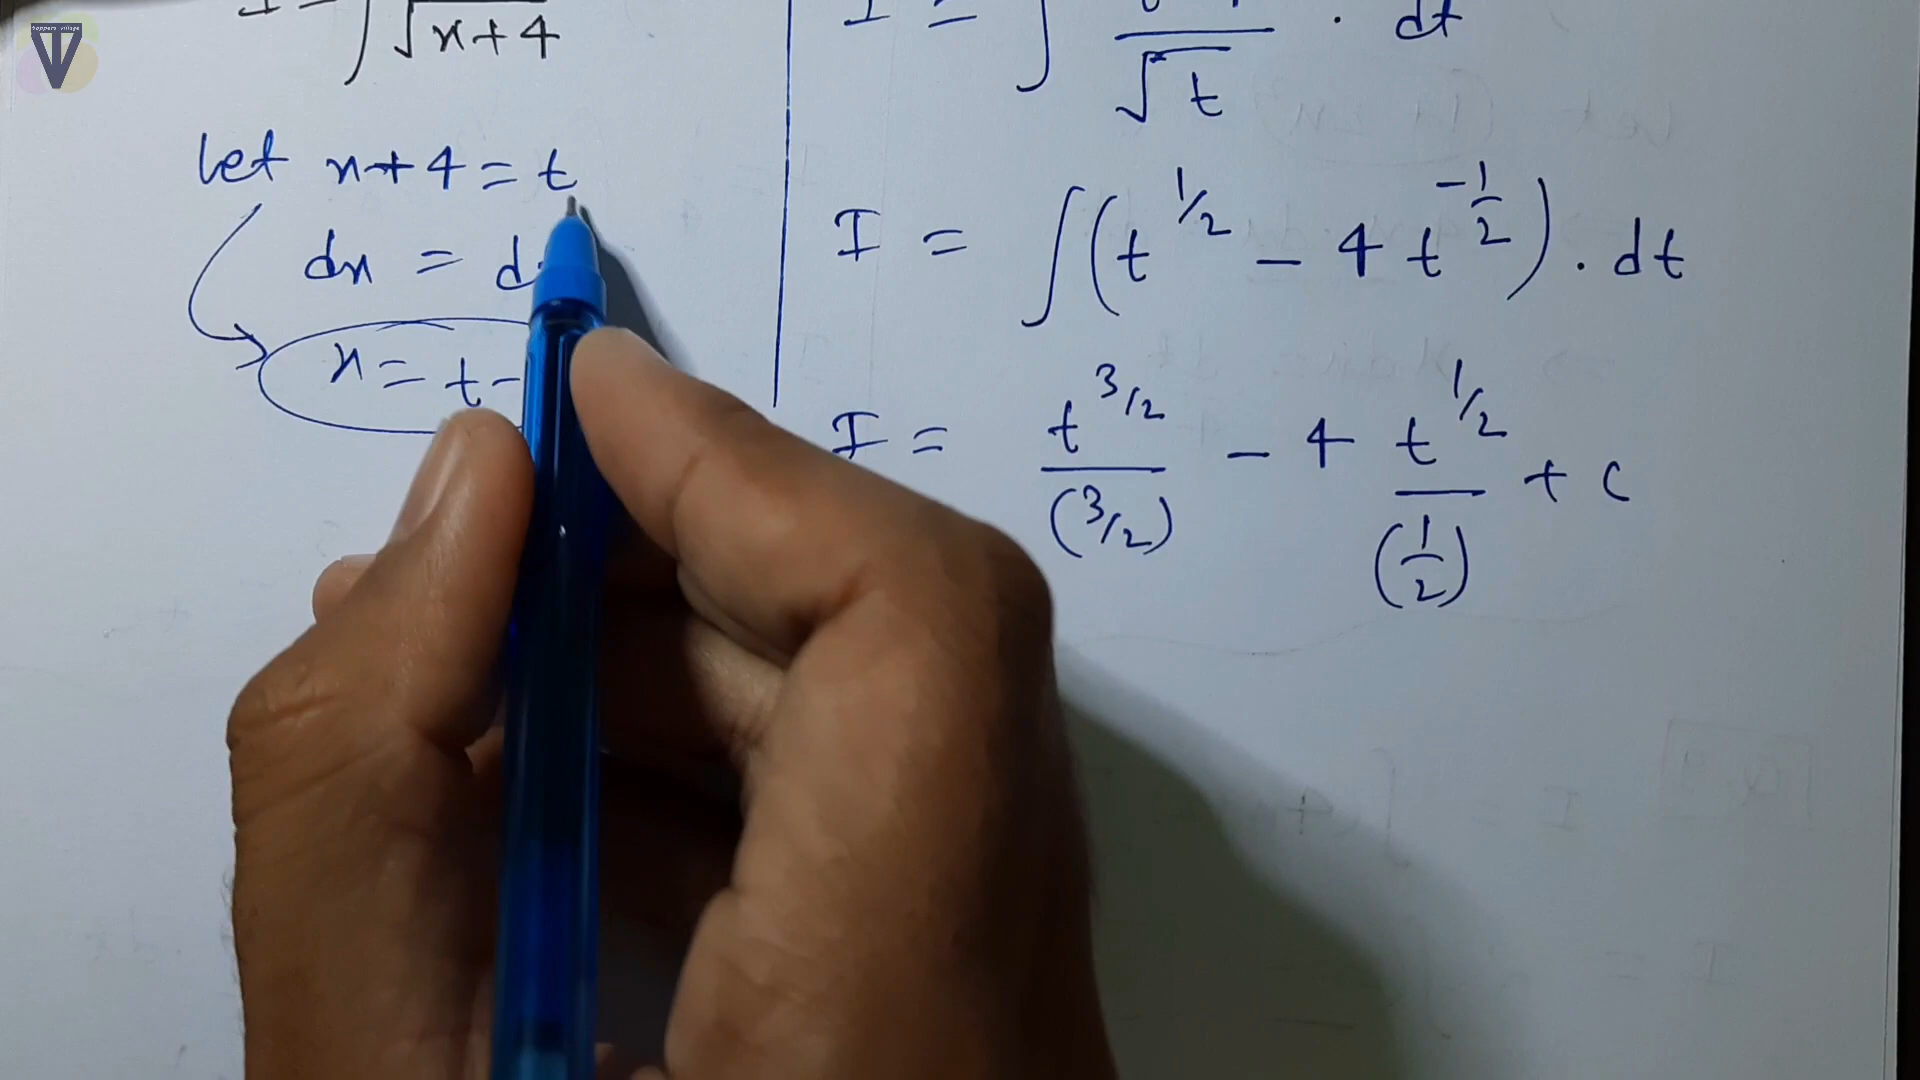 √x+4
let x+4 = t
dx = d
x = t-
I = ∫ /√t . dt
I = ∫(t^1/2 - 4 t^-1/2) . dt
I = t^3/2/(3/2) - 4 t^1/2/(1/2) + c